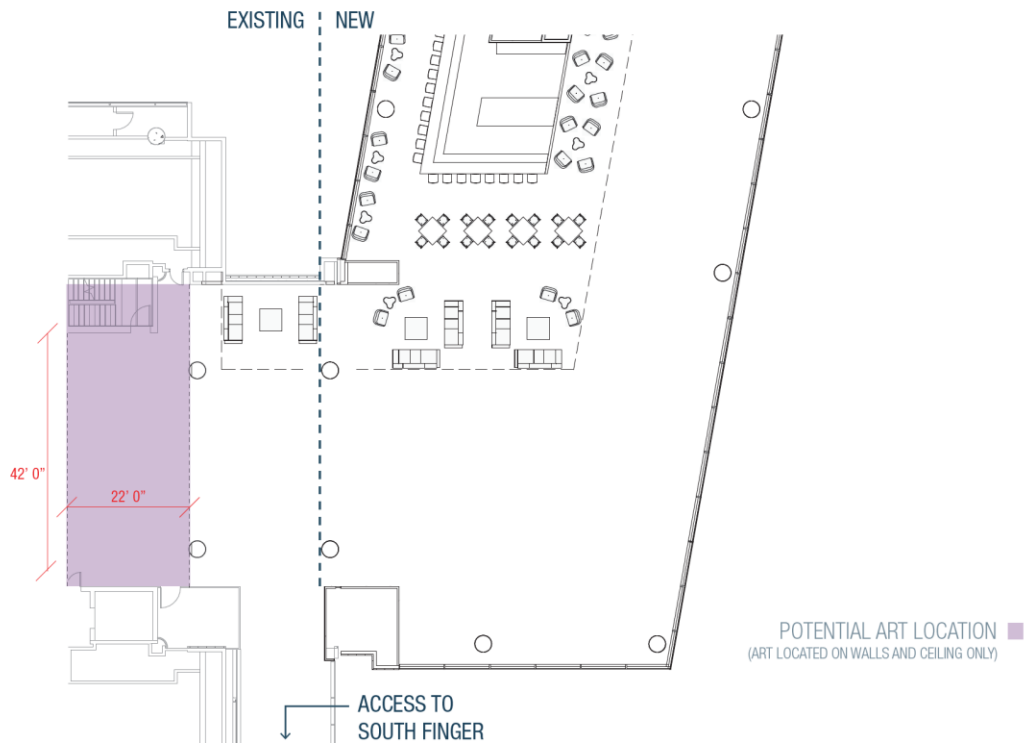 EXISTING
NEW
42' 0"
22' 0"
POTENTIAL ART LOCATION
(ART LOCATED ON WALLS AND CEILING ONLY)
ACCESS TO
SOUTH FINGER